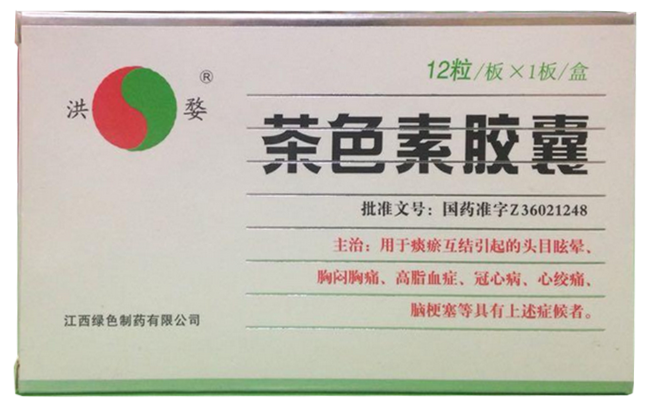 洪 婺 ®
12粒/板×1板/盒
茶色素胶囊
批准文号：国药准字Z36021248
主治：用于痰瘀互结引起的头目眩晕、
胸闷胸痛、高脂血症、冠心病、心绞痛、
脑梗塞等具有上述症候者。
江西绿色制药有限公司